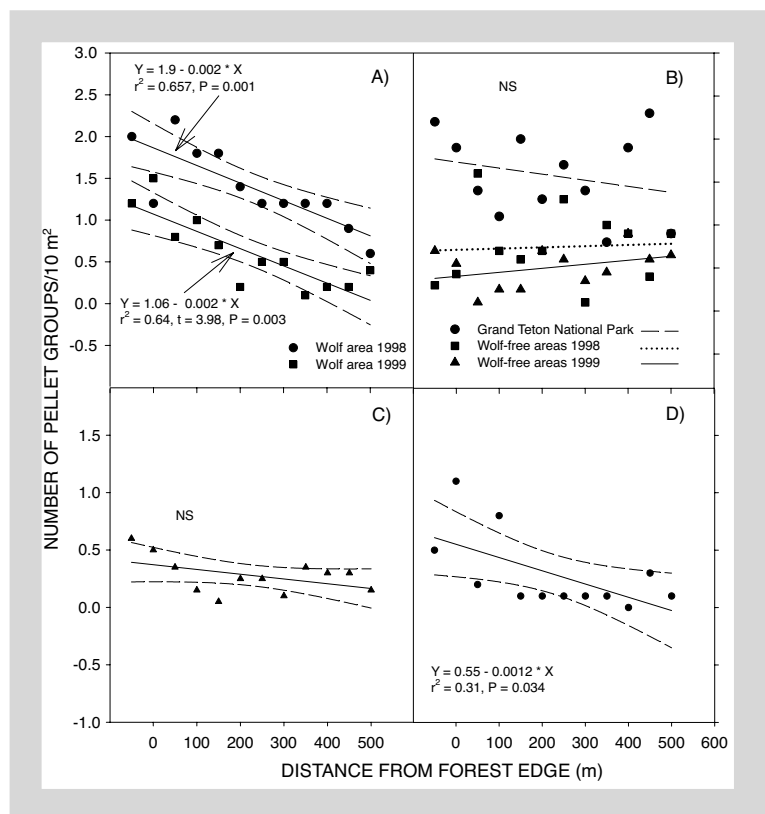 NUMBER OF PELLET GROUPS/10 m²
3.0
2.5
2.0
1.5
1.0
0.5
0.0
-0.5
Y = 1.9 - 0.002 * X
r² = 0.657, P = 0.001
A)
Y = 1.06 - 0.002 * X
r² = 0.64, t = 3.98, P = 0.003
Wolf area 1998
Wolf area 1999
NS
B)
Grand Teton National Park
Wolf-free areas 1998
Wolf-free areas 1999
1.5
1.0
0.5
0.0
-0.5
-1.0
C)
NS
D)
Y = 0.55 - 0.0012 * X
r² = 0.31, P = 0.034
0 100 200 300 400 500
0 100 200 300 400 500 600
DISTANCE FROM FOREST EDGE (m)